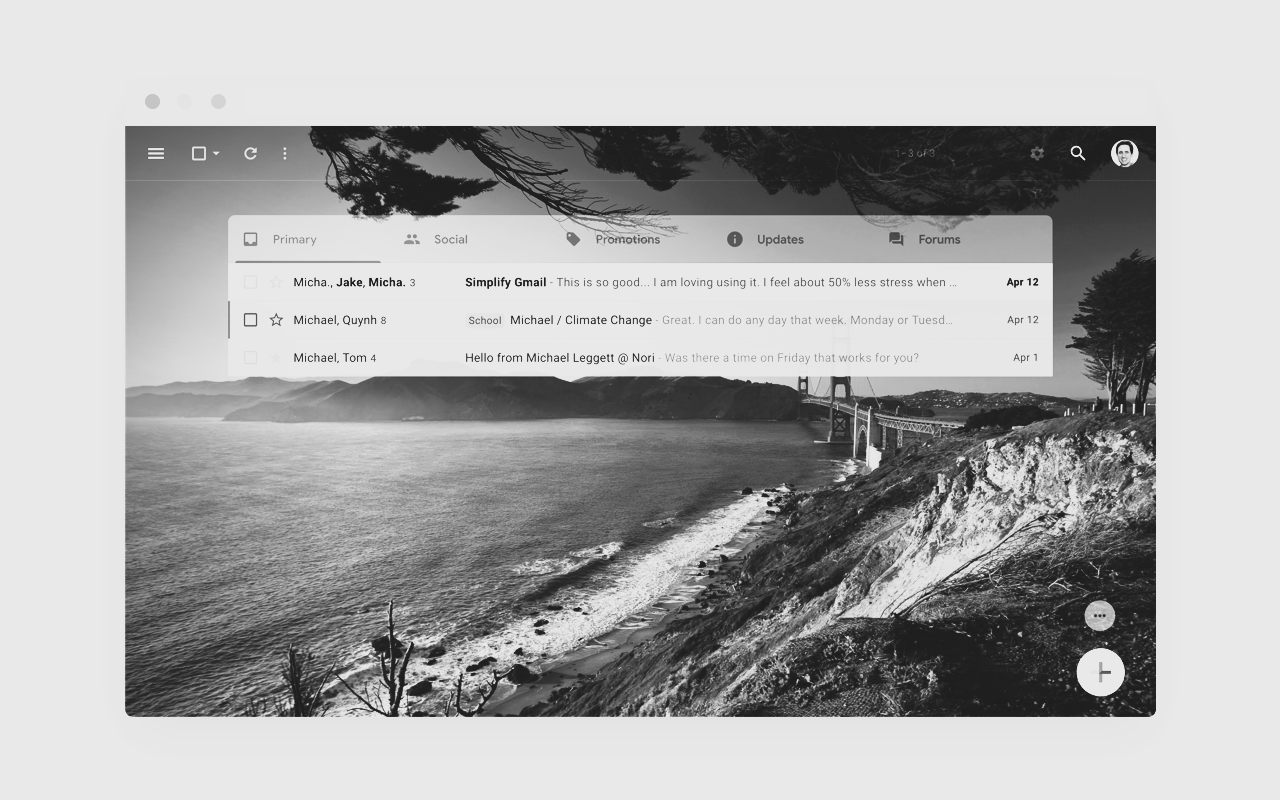 1-3 of 3
Primary Social Promotions Updates Forums
Micha., Jake, Micha. 3 Simplify Gmail - This is so good... I am loving using it. I feel about 50% less stress when ... Apr 12
Michael, Quynh 8 School Michael / Climate Change - Great. I can do any day that week. Monday or Tuesd... Apr 12
Michael, Tom 4 Hello from Michael Leggett @ Nori - Was there a time on Friday that works for you? Apr 1